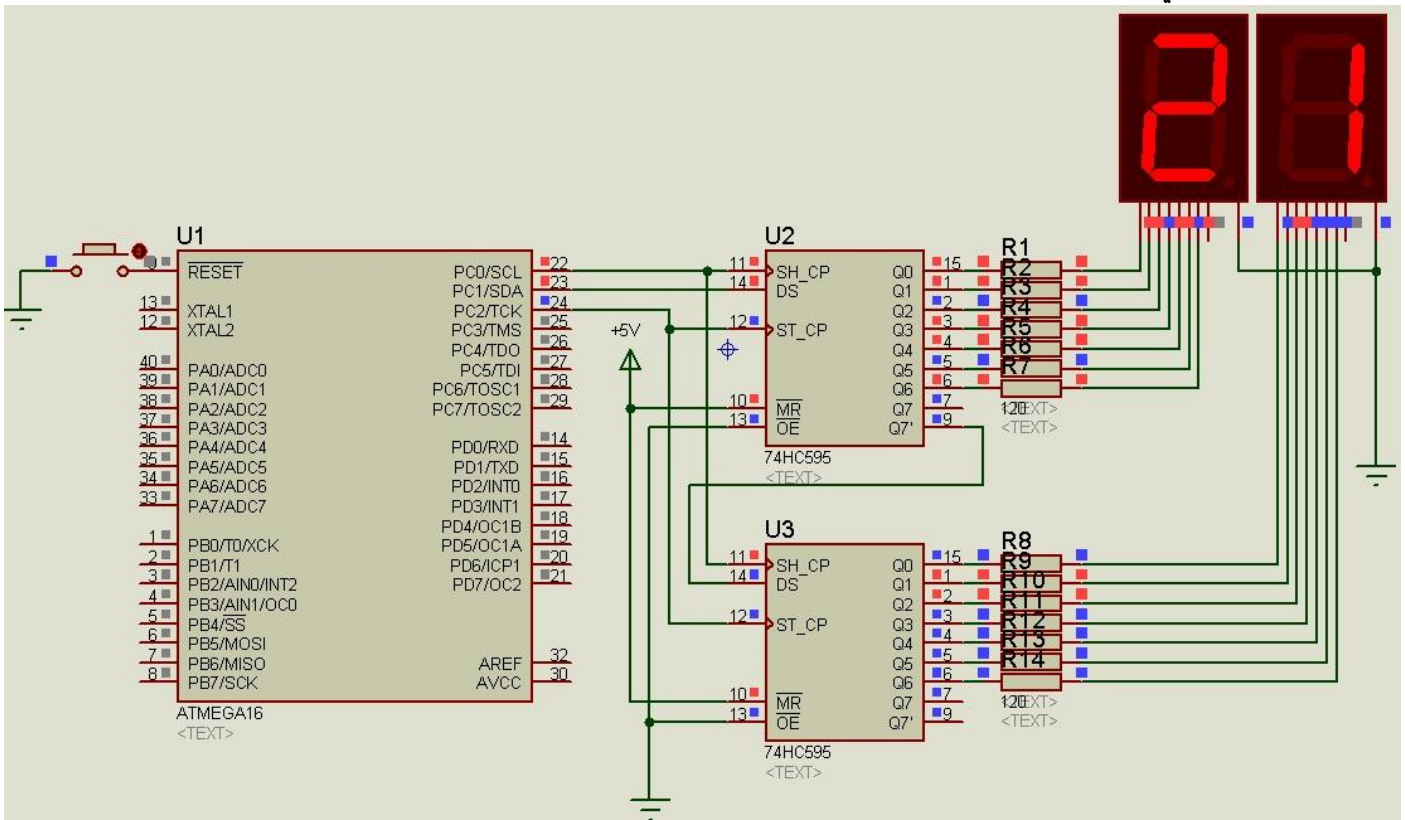 21
U1
RESET
XTAL1
XTAL2
PA0/ADC0
PA1/ADC1
PA2/ADC2
PA3/ADC3
PA4/ADC4
PA5/ADC5
PA6/ADC6
PA7/ADC7
PB0/T0/XCK
PB1/T1
PB2/AIN0/INT2
PB3/AIN1/OC0
PB4/SS
PB5/MOSI
PB6/MISO
PB7/SCK
9
13
12
40
39
38
37
36
35
34
33
1
2
3
4
5
6
7
8
PC0/SCL
PC1/SDA
PC2/TCK
PC3/TMS
PC4/TDO
PC5/TDI
PC6/TOSC1
PC7/TOSC2
PD0/RXD
PD1/TXD
PD2/INT0
PD3/INT1
PD4/OC1B
PD5/OC1A
PD6/ICP1
PD7/OC2
AREF
AVCC
22
23
24
25
26
27
28
29
14
15
16
17
18
19
20
21
32
30
ATMEGA16
<TEXT>
+5V
U2
11
14
12
10
13
SH_CP
DS
ST_CP
MR
OE
Q0
Q1
Q2
Q3
Q4
Q5
Q6
Q7
Q7'
15
1
2
3
4
5
6
7
9
74HC595
<TEXT>
R1
R2
R3
R4
R5
R6
R7
120
<TEXT>
<TEXT>
U3
11
14
12
10
13
SH_CP
DS
ST_CP
MR
OE
Q0
Q1
Q2
Q3
Q4
Q5
Q6
Q7
Q7'
15
1
2
3
4
5
6
7
9
74HC595
<TEXT>
R8
R9
R10
R11
R12
R13
R14
120
<TEXT>
<TEXT>